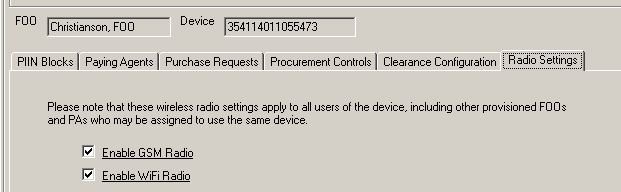 FOO Christianson, FOO Device 354114011055473
PIIN Blocks Paying Agents Purchase Requests Procurement Controls Clearance Configuration Radio Settings
Please note that these wireless radio settings apply to all users of the device, including other provisioned FOOs
and PAs who may be assigned to use the same device.
Enable GSM Radio
Enable WiFi Radio